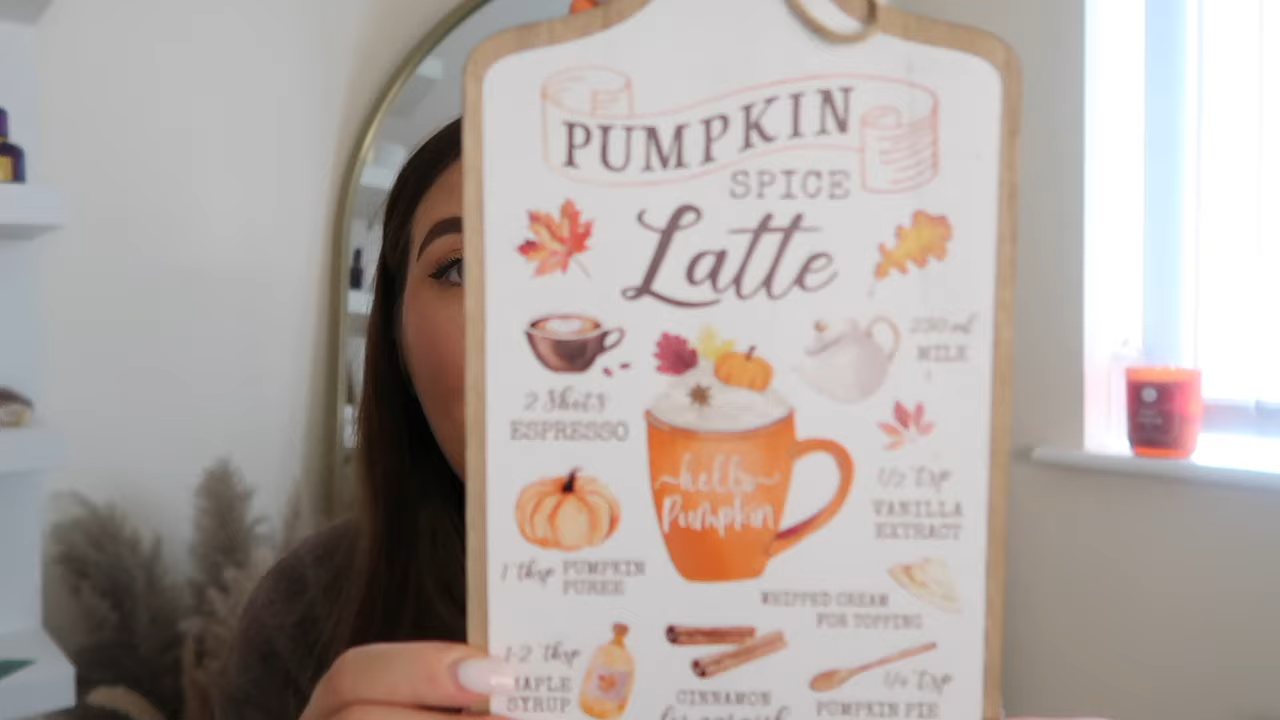 PUMPKIN
SPICE
Latte
250 ml
MILK
2 Shots
ESPRESSO
hello
Pumpkin
1/2 Tsp
VANILLA
EXTRACT
1 tbsp PUMPKIN
PUREE
WHIPPED CREAM
FOR TOPPING
1-2 tbsp
MAPLE
SYRUP
CINNAMON
1/4 Tsp
PUMPKIN PIE